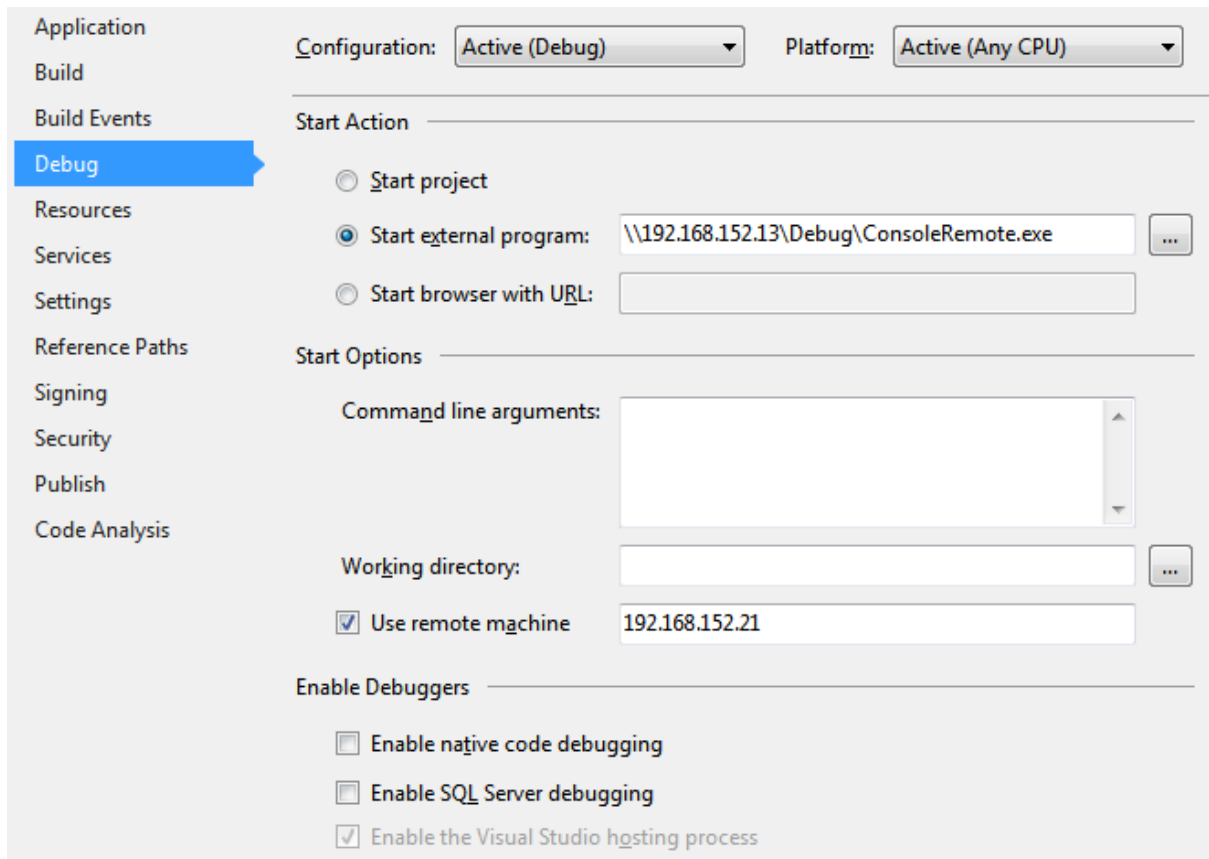 Application
Build
Build Events
Debug
Resources
Services
Settings
Reference Paths
Signing
Security
Publish
Code Analysis
Configuration: Active (Debug) Platform: Active (Any CPU)
Start Action
Start project
Start external program: \\192.168.152.13\Debug\ConsoleRemote.exe ...
Start browser with URL:
Start Options
Command line arguments:
Working directory: ...
Use remote machine 192.168.152.21
Enable Debuggers
Enable native code debugging
Enable SQL Server debugging
Enable the Visual Studio hosting process